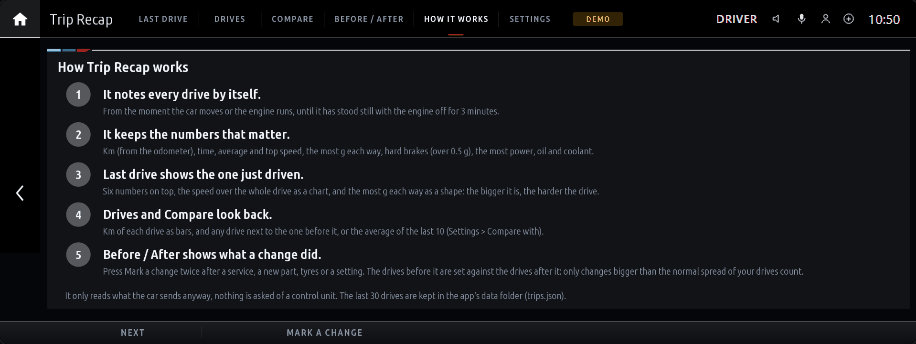 Trip Recap
LAST DRIVE
DRIVES
COMPARE
BEFORE / AFTER
HOW IT WORKS
SETTINGS
DEMO
DRIVER
10:50
How Trip Recap works
1 It notes every drive by itself.
From the moment the car moves or the engine runs, until it has stood still with the engine off for 3 minutes.
2 It keeps the numbers that matter.
Km (from the odometer), time, average and top speed, the most g each way, hard brakes (over 0.5 g), the most power, oil and coolant.
3 Last drive shows the one just driven.
Six numbers on top, the speed over the whole drive as a chart, and the most g each way as a shape: the bigger it is, the harder the drive.
4 Drives and Compare look back.
Km of each drive as bars, and any drive next to the one before it, or the average of the last 10 (Settings > Compare with).
5 Before / After shows what a change did.
Press Mark a change twice after a service, a new part, tyres or a setting. The drives before it are set against the drives after it: only changes bigger than the normal spread of your drives count.
It only reads what the car sends anyway, nothing is asked of a control unit. The last 30 drives are kept in the app's data folder (trips.json).
NEXT
MARK A CHANGE